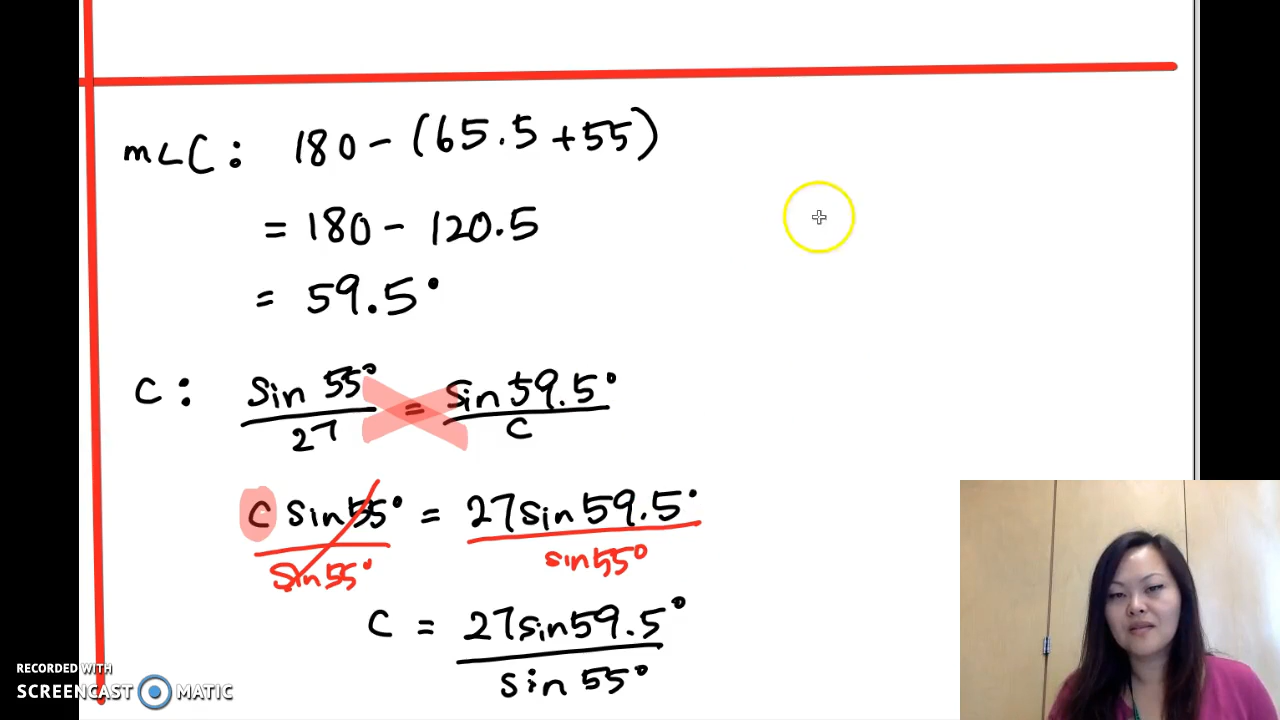 m∠C: 180 - (65.5 + 55)
= 180 - 120.5
= 59.5°
C: sin 55° / 27 = sin 59.5° / C
C sin 55° / sin 55° = 27 sin 59.5° / sin 55°
C = 27 sin 59.5° / sin 55°
RECORDED WITH
SCREENCAST MATIC